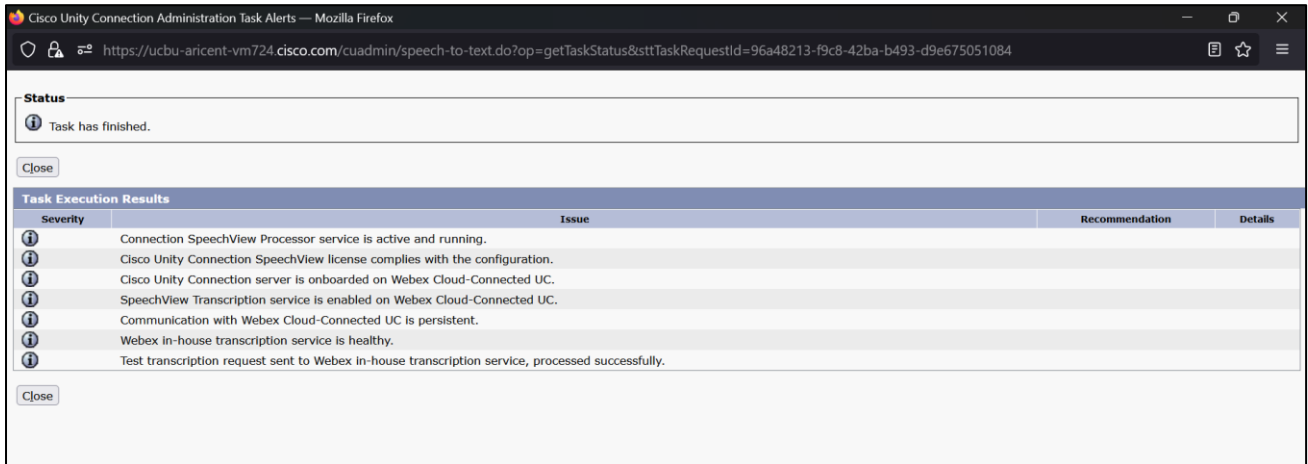 Cisco Unity Connection Administration Task Alerts — Mozilla Firefox
https://ucbu-aricent-vm724.cisco.com/cuadmin/speech-to-text.do?op=getTaskStatus&sttTaskRequestId=96a48213-f9c8-42ba-b493-d9e675051084
Status
Task has finished.
Close
Task Execution Results
Severity Issue Recommendation Details
Connection SpeechView Processor service is active and running.
Cisco Unity Connection SpeechView license complies with the configuration.
Cisco Unity Connection server is onboarded on Webex Cloud-Connected UC.
SpeechView Transcription service is enabled on Webex Cloud-Connected UC.
Communication with Webex Cloud-Connected UC is persistent.
Webex in-house transcription service is healthy.
Test transcription request sent to Webex in-house transcription service, processed successfully.
Close